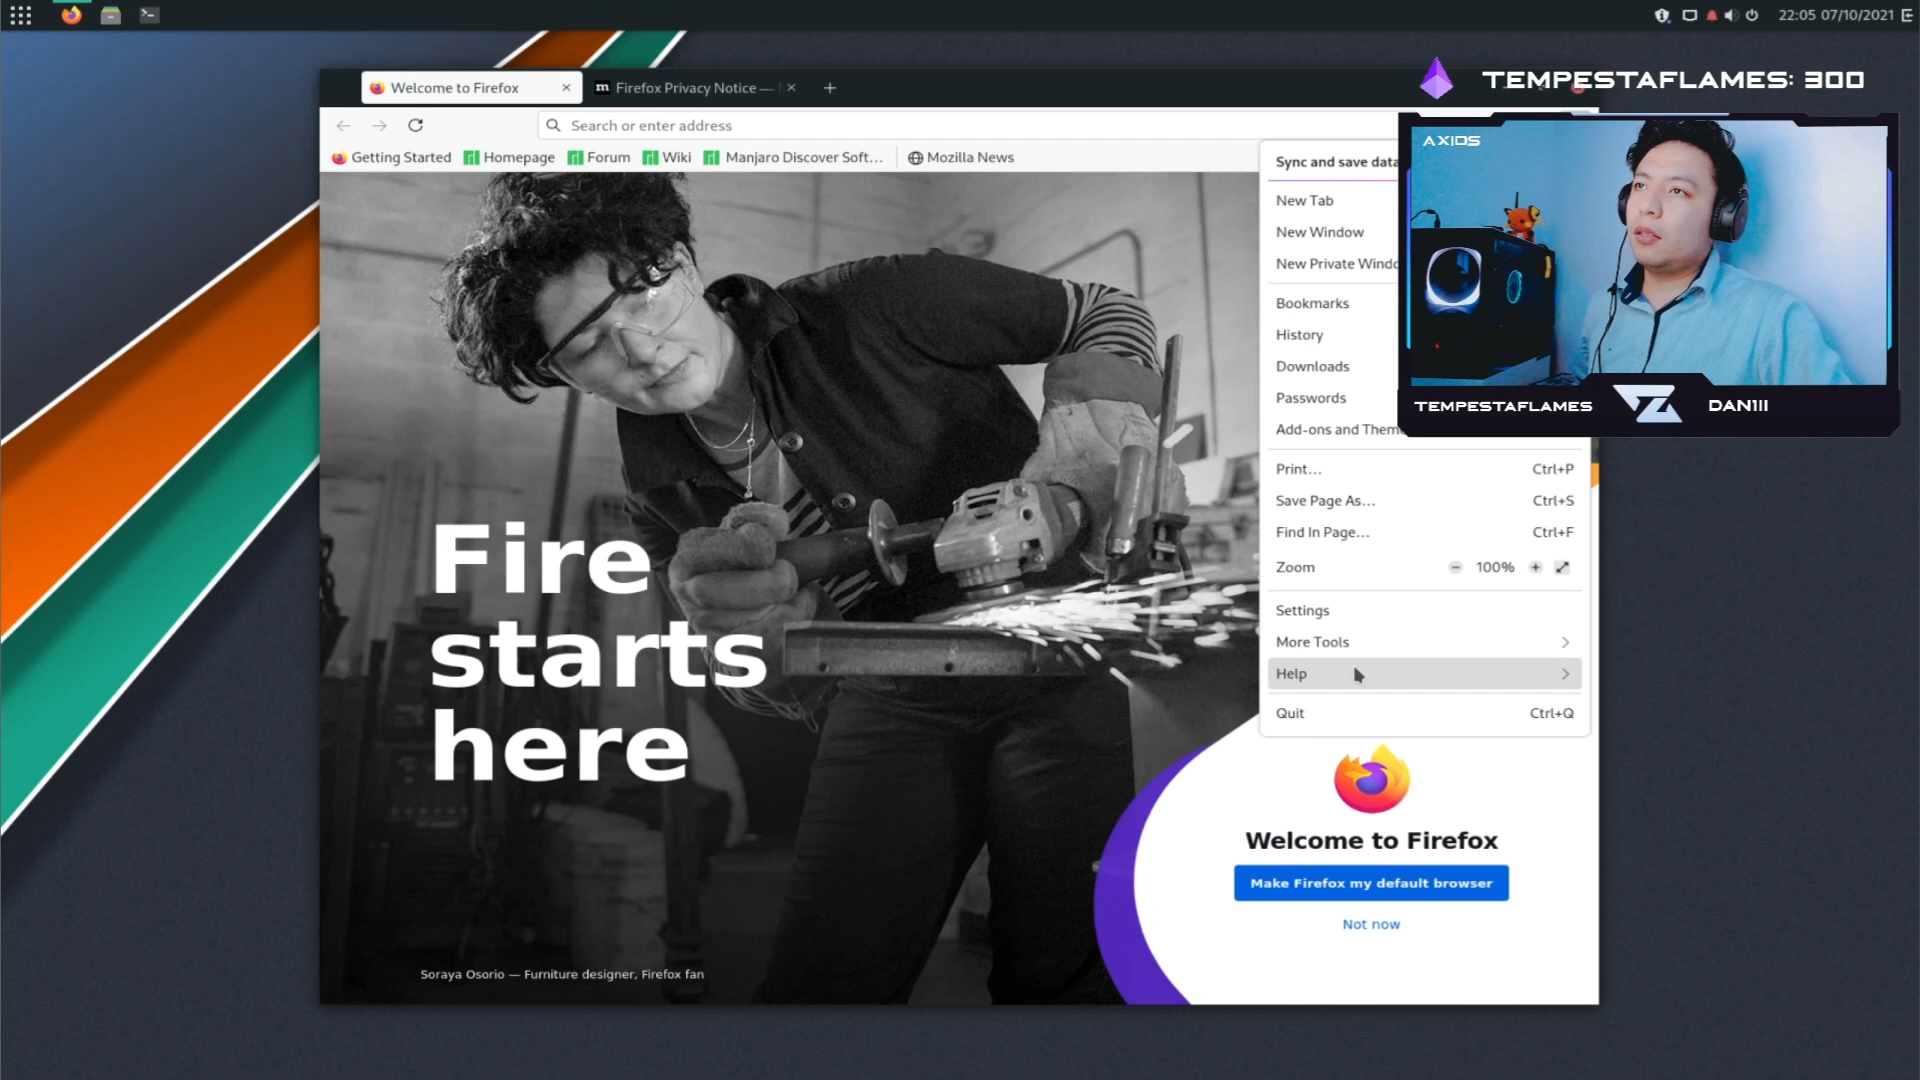 22:05 07/10/2021
TEMPESTAFLAMES: 300
Welcome to Firefox
Firefox Privacy Notice —
Search or enter address
Getting Started
Homepage
Forum
Wiki
Manjaro Discover Soft...
Mozilla News
AXIOS
TEMPESTAFLAMES
DAN1II
Sync and save data
New Tab
New Window
New Private Windo
Bookmarks
History
Downloads
Passwords
Add-ons and Them
Print... Ctrl+P
Save Page As... Ctrl+S
Find In Page... Ctrl+F
Zoom 100%
Settings
More Tools
Help
Quit Ctrl+Q
Fire
starts
here
Soraya Osorio — Furniture designer, Firefox fan
Welcome to Firefox
Make Firefox my default browser
Not now